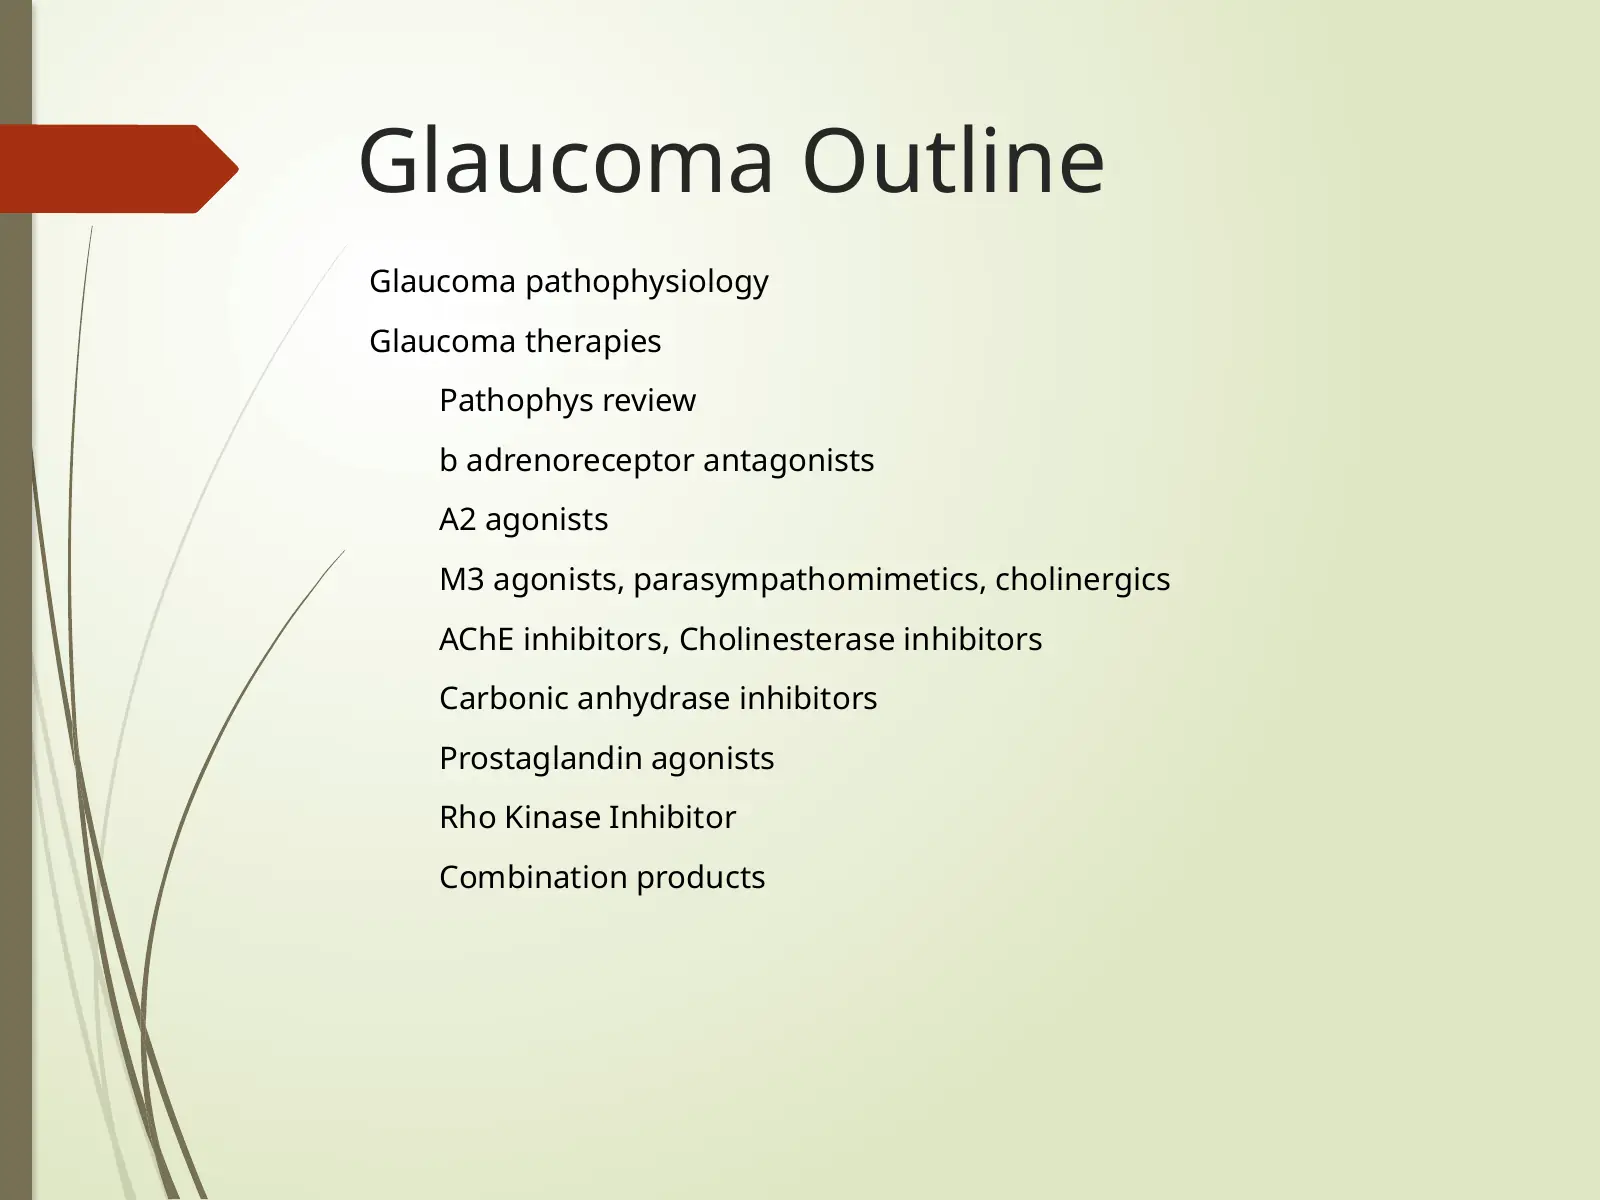 Glaucoma Outline
Glaucoma pathophysiology
Glaucoma therapies
Pathophys review
b adrenoreceptor antagonists
A2 agonists
M3 agonists, parasympathomimetics, cholinergics
AChE inhibitors, Cholinesterase inhibitors
Carbonic anhydrase inhibitors
Prostaglandin agonists
Rho Kinase Inhibitor
Combination products